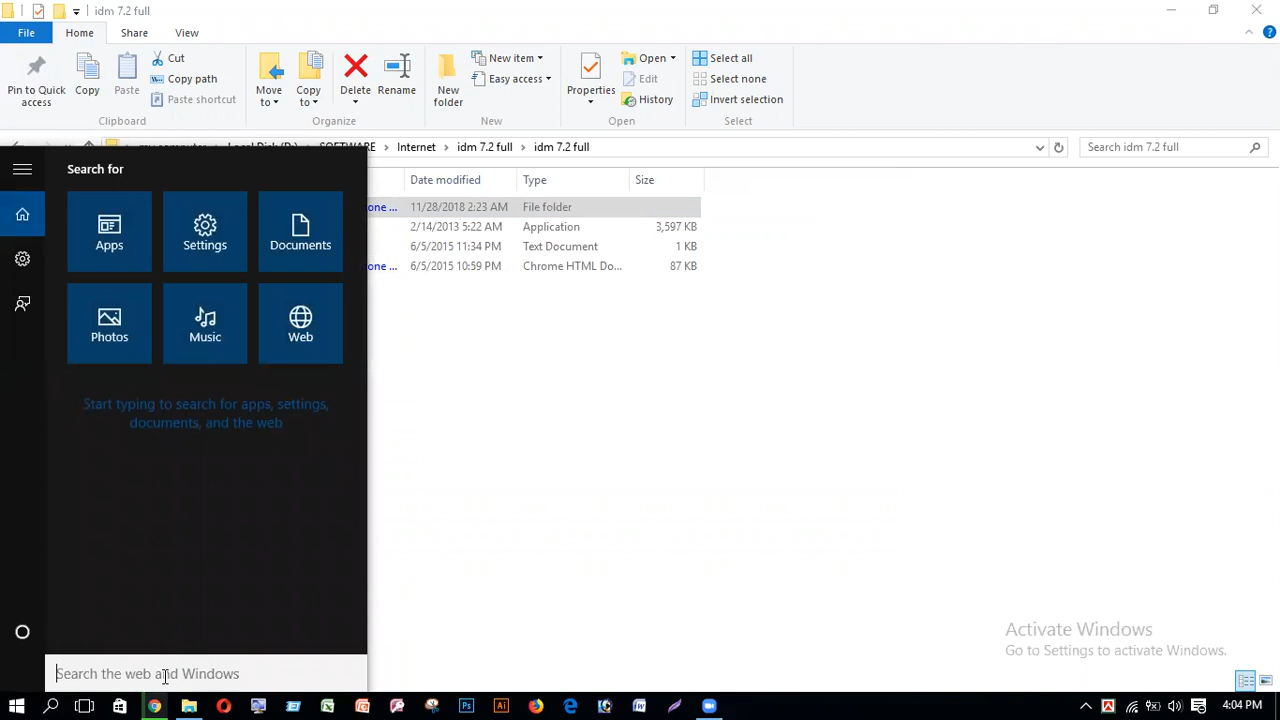 idm 7.2 full
File Home Share View
Pin to Quick access
Copy
Paste
Cut
Copy path
Paste shortcut
Clipboard
Move to
Copy to
Delete
Rename
Organize
New folder
New item
Easy access
New
Properties
Open
Edit
History
Open
Select all
Select none
Invert selection
Select
Internet idm 7.2 full idm 7.2 full
Search idm 7.2 full
Date modified Type Size
one ... 11/28/2018 2:23 AM File folder
2/14/2013 5:22 AM Application 3,597 KB
6/5/2015 11:34 PM Text Document 1 KB
one ... 6/5/2015 10:59 PM Chrome HTML Do... 87 KB
Search for
Apps Settings Documents
Photos Music Web
Start typing to search for apps, settings,
documents, and the web
Search the web and Windows
Activate Windows
Go to Settings to activate Windows.
4:04 PM